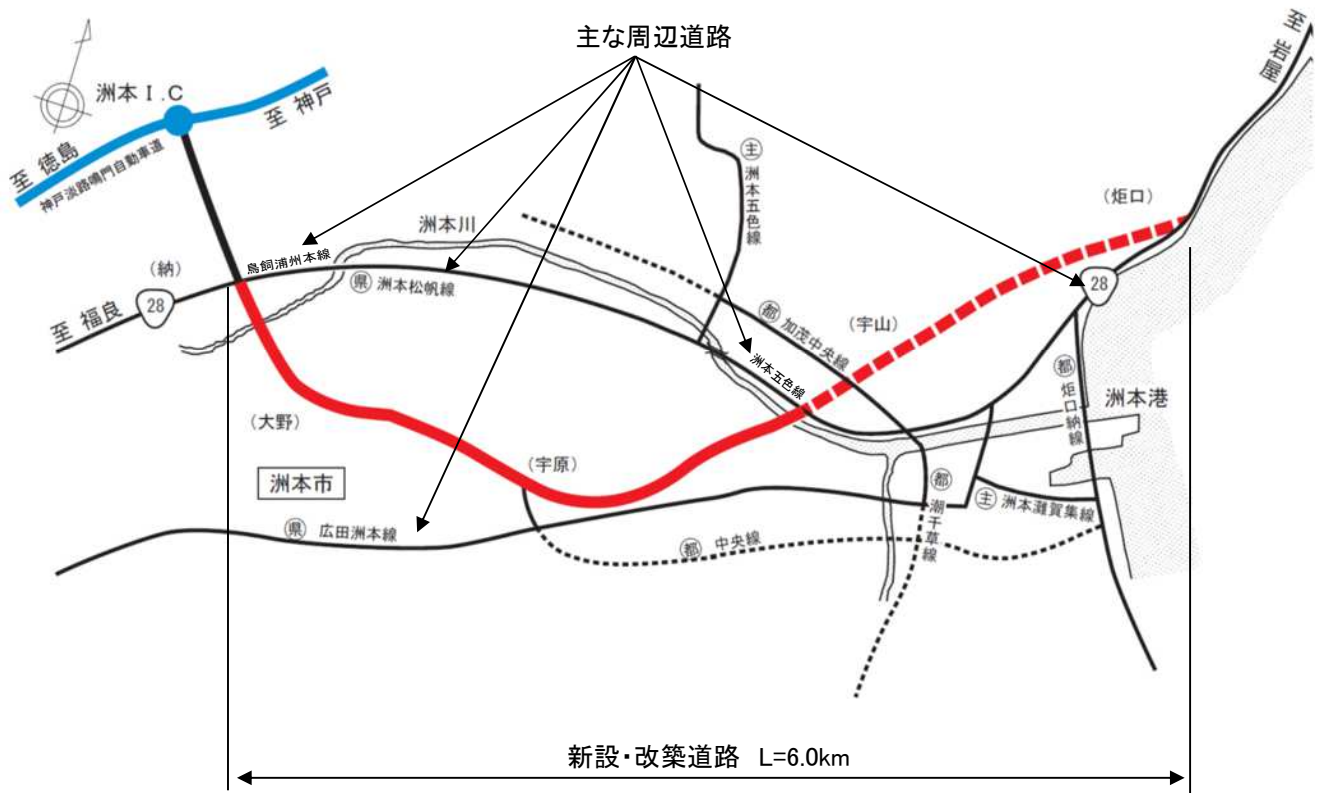 主な周辺道路
至 岩屋
洲本I.C
至 神戸
至 徳島
神戸淡路鳴門自動車道
主 洲本五色線
(炬口)
洲本川
(納)
鳥飼浦州本線
県 洲本松帆線
28
28
至 福良
都 加茂中央線
(宇山)
洲本五色線
都 炬口納線
洲本港
(大野)
(宇原)
洲本市
主 洲本灘賀集線
都 潮千草線
県 広田洲本線
都 中央線
新設・改築道路 L=6.0km